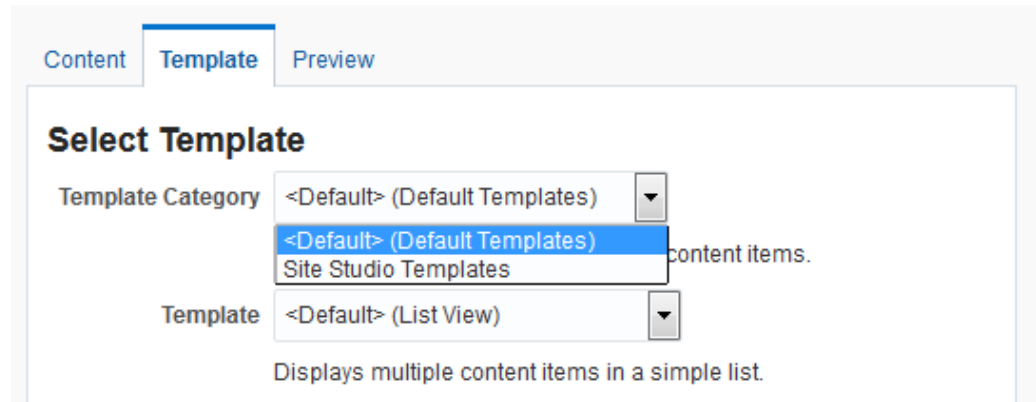 Content Template Preview
Select Template
Template Category <Default> (Default Templates)
<Default> (Default Templates)
content items.
Site Studio Templates
Template <Default> (List View)
Displays multiple content items in a simple list.